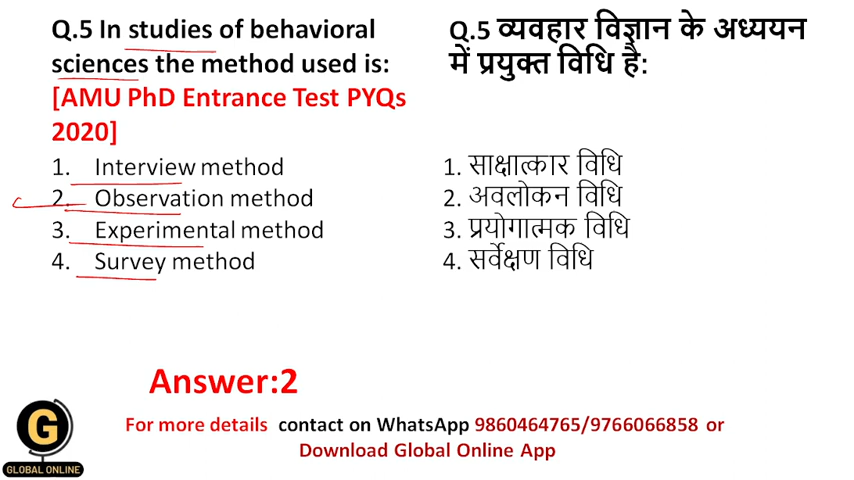 Q.5 In studies of behavioral
sciences the method used is:
[AMU PhD Entrance Test PYQs
2020]
1. Interview method
2. Observation method
3. Experimental method
4. Survey method
Q.5 व्यवहार विज्ञान के अध्ययन
में प्रयुक्त विधि है:
1. साक्षात्कार विधि
2. अवलोकन विधि
3. प्रयोगात्मक विधि
4. सर्वेक्षण विधि
Answer:2
For more details contact on WhatsApp 9860464765/9766066858 or
Download Global Online App
G
GLOBAL ONLINE